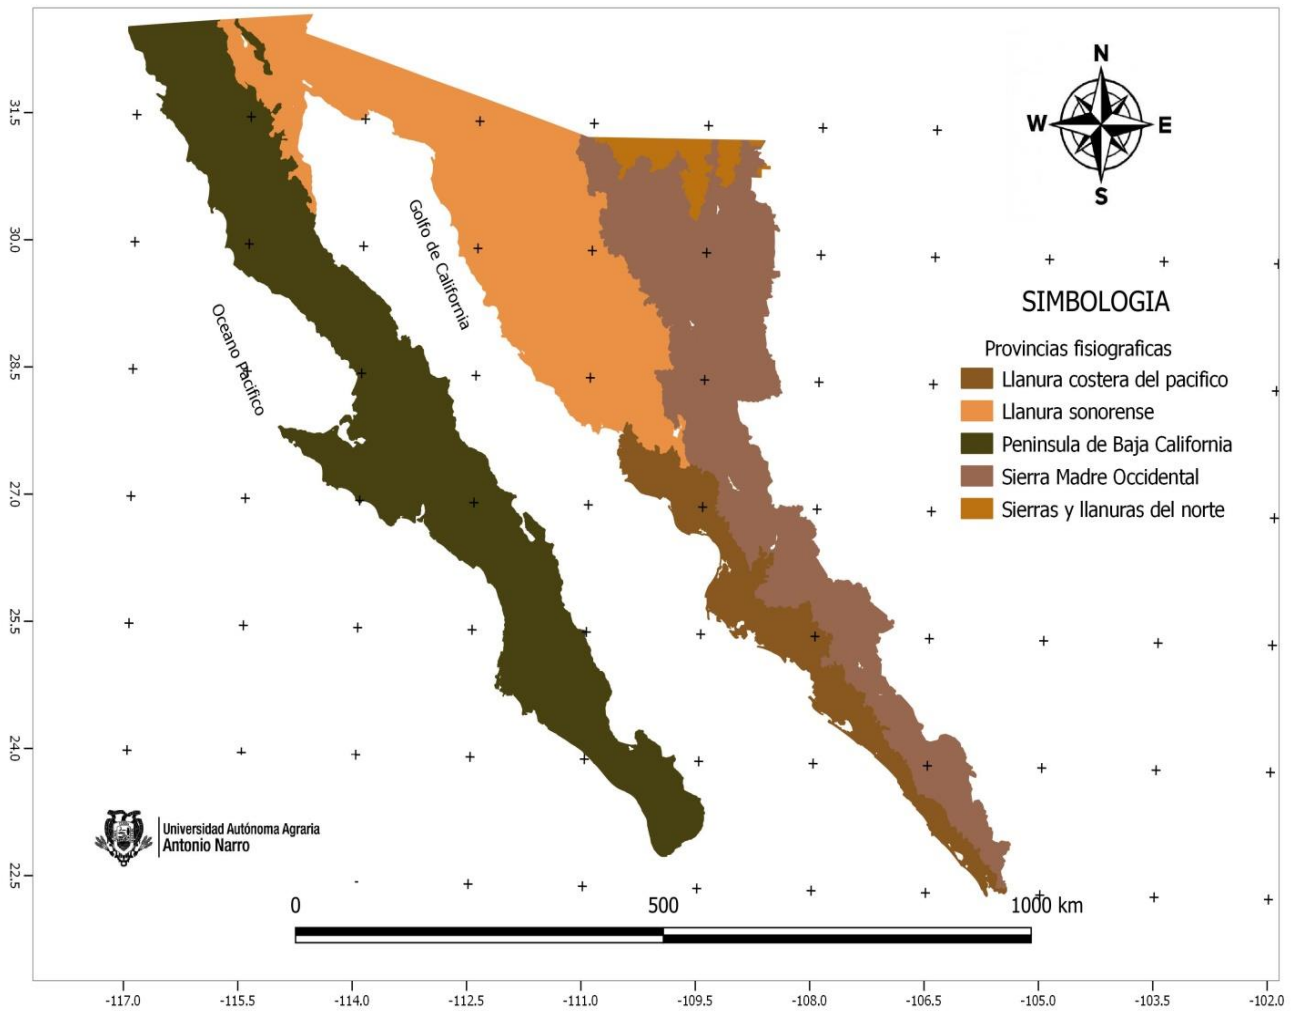 N
W E
S
31.5
30.0
28.5
27.0
25.5
24.0
22.5
Golfo de California
Oceano Pacifico
SIMBOLOGIA
Provincias fisiograficas
Llanura costera del pacifico
Llanura sonorense
Peninsula de Baja California
Sierra Madre Occidental
Sierras y llanuras del norte
Universidad Autónoma Agraria
Antonio Narro
0 500 1000 km
-117.0 -115.5 -114.0 -112.5 -111.0 -109.5 -108.0 -106.5 -105.0 -103.5 -102.0